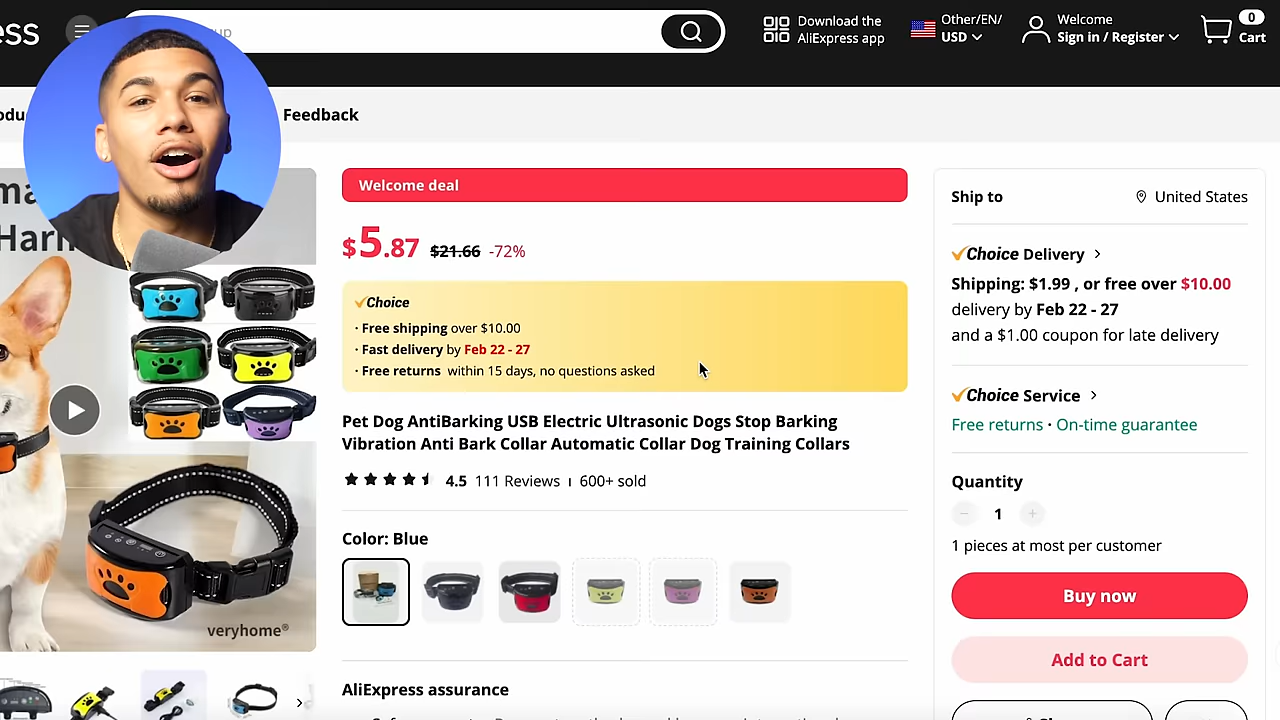 ess
up
Download the
AliExpress app
Other/EN/
USD
Welcome
Sign in / Register
0
Cart
Feedback
Welcome deal
$5.87 $21.66 -72%
Choice
· Free shipping over $10.00
· Fast delivery by Feb 22 - 27
· Free returns within 15 days, no questions asked
Pet Dog AntiBarking USB Electric Ultrasonic Dogs Stop Barking
Vibration Anti Bark Collar Automatic Collar Dog Training Collars
4.5 111 Reviews 600+ sold
Color: Blue
veryhome®
AliExpress assurance
Ship to United States
Choice Delivery >
Shipping: $1.99 , or free over $10.00
delivery by Feb 22 - 27
and a $1.00 coupon for late delivery
Choice Service >
Free returns · On-time guarantee
Quantity
− 1 +
1 pieces at most per customer
Buy now
Add to Cart